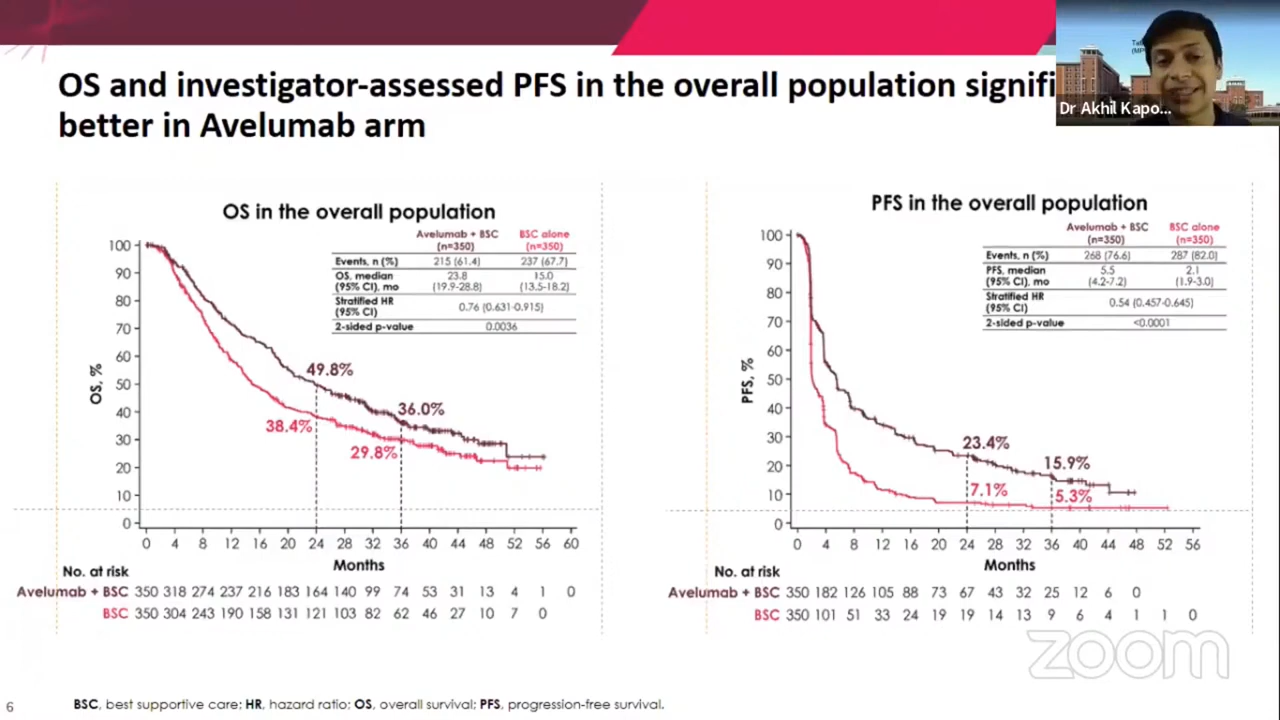 OS and investigator-assessed PFS in the overall population
better in Avelumab arm
Dr Akhil Kapo...
OS in the overall population
Avelumab + BSC (n=350) BSC alone (n=350)
Events, n (%) 215 (61.4) 237 (67.7)
OS, median (95% CI), mo 23.8 (19.9-28.8) 15.0 (13.5-18.2)
Stratified HR (95% CI) 0.76 (0.631-0.915)
2-sided p-value 0.0036
OS, %
100
90
80
70
60
50
40
30
20
10
0
49.8%
38.4%
36.0%
29.8%
0 4 8 12 16 20 24 28 32 36 40 44 48 52 56 60
Months
No. at risk
Avelumab + BSC 350 318 274 237 216 183 164 140 99 74 53 31 13 4 1 0
BSC 350 304 243 190 158 131 121 103 82 62 46 27 10 7 0
PFS in the overall population
Avelumab + BSC (n=350) BSC alone (n=350)
Events, n (%) 268 (76.6) 287 (82.0)
PFS, median (95% CI), mo 5.5 (4.2-7.2) 2.1 (1.9-3.0)
Stratified HR (95% CI) 0.54 (0.457-0.645)
2-sided p-value <0.0001
PFS, %
100
90
80
70
60
50
40
30
20
10
0
23.4%
7.1%
15.9%
5.3%
0 4 8 12 16 20 24 28 32 36 40 44 48 52 56
Months
No. at risk
Avelumab + BSC 350 182 126 105 88 73 67 43 32 25 12 6 0
BSC 350 101 51 33 24 19 19 14 13 9 6 4 1 1 0
zoom
6
BSC, best supportive care; HR, hazard ratio; OS, overall survival; PFS, progression-free survival.